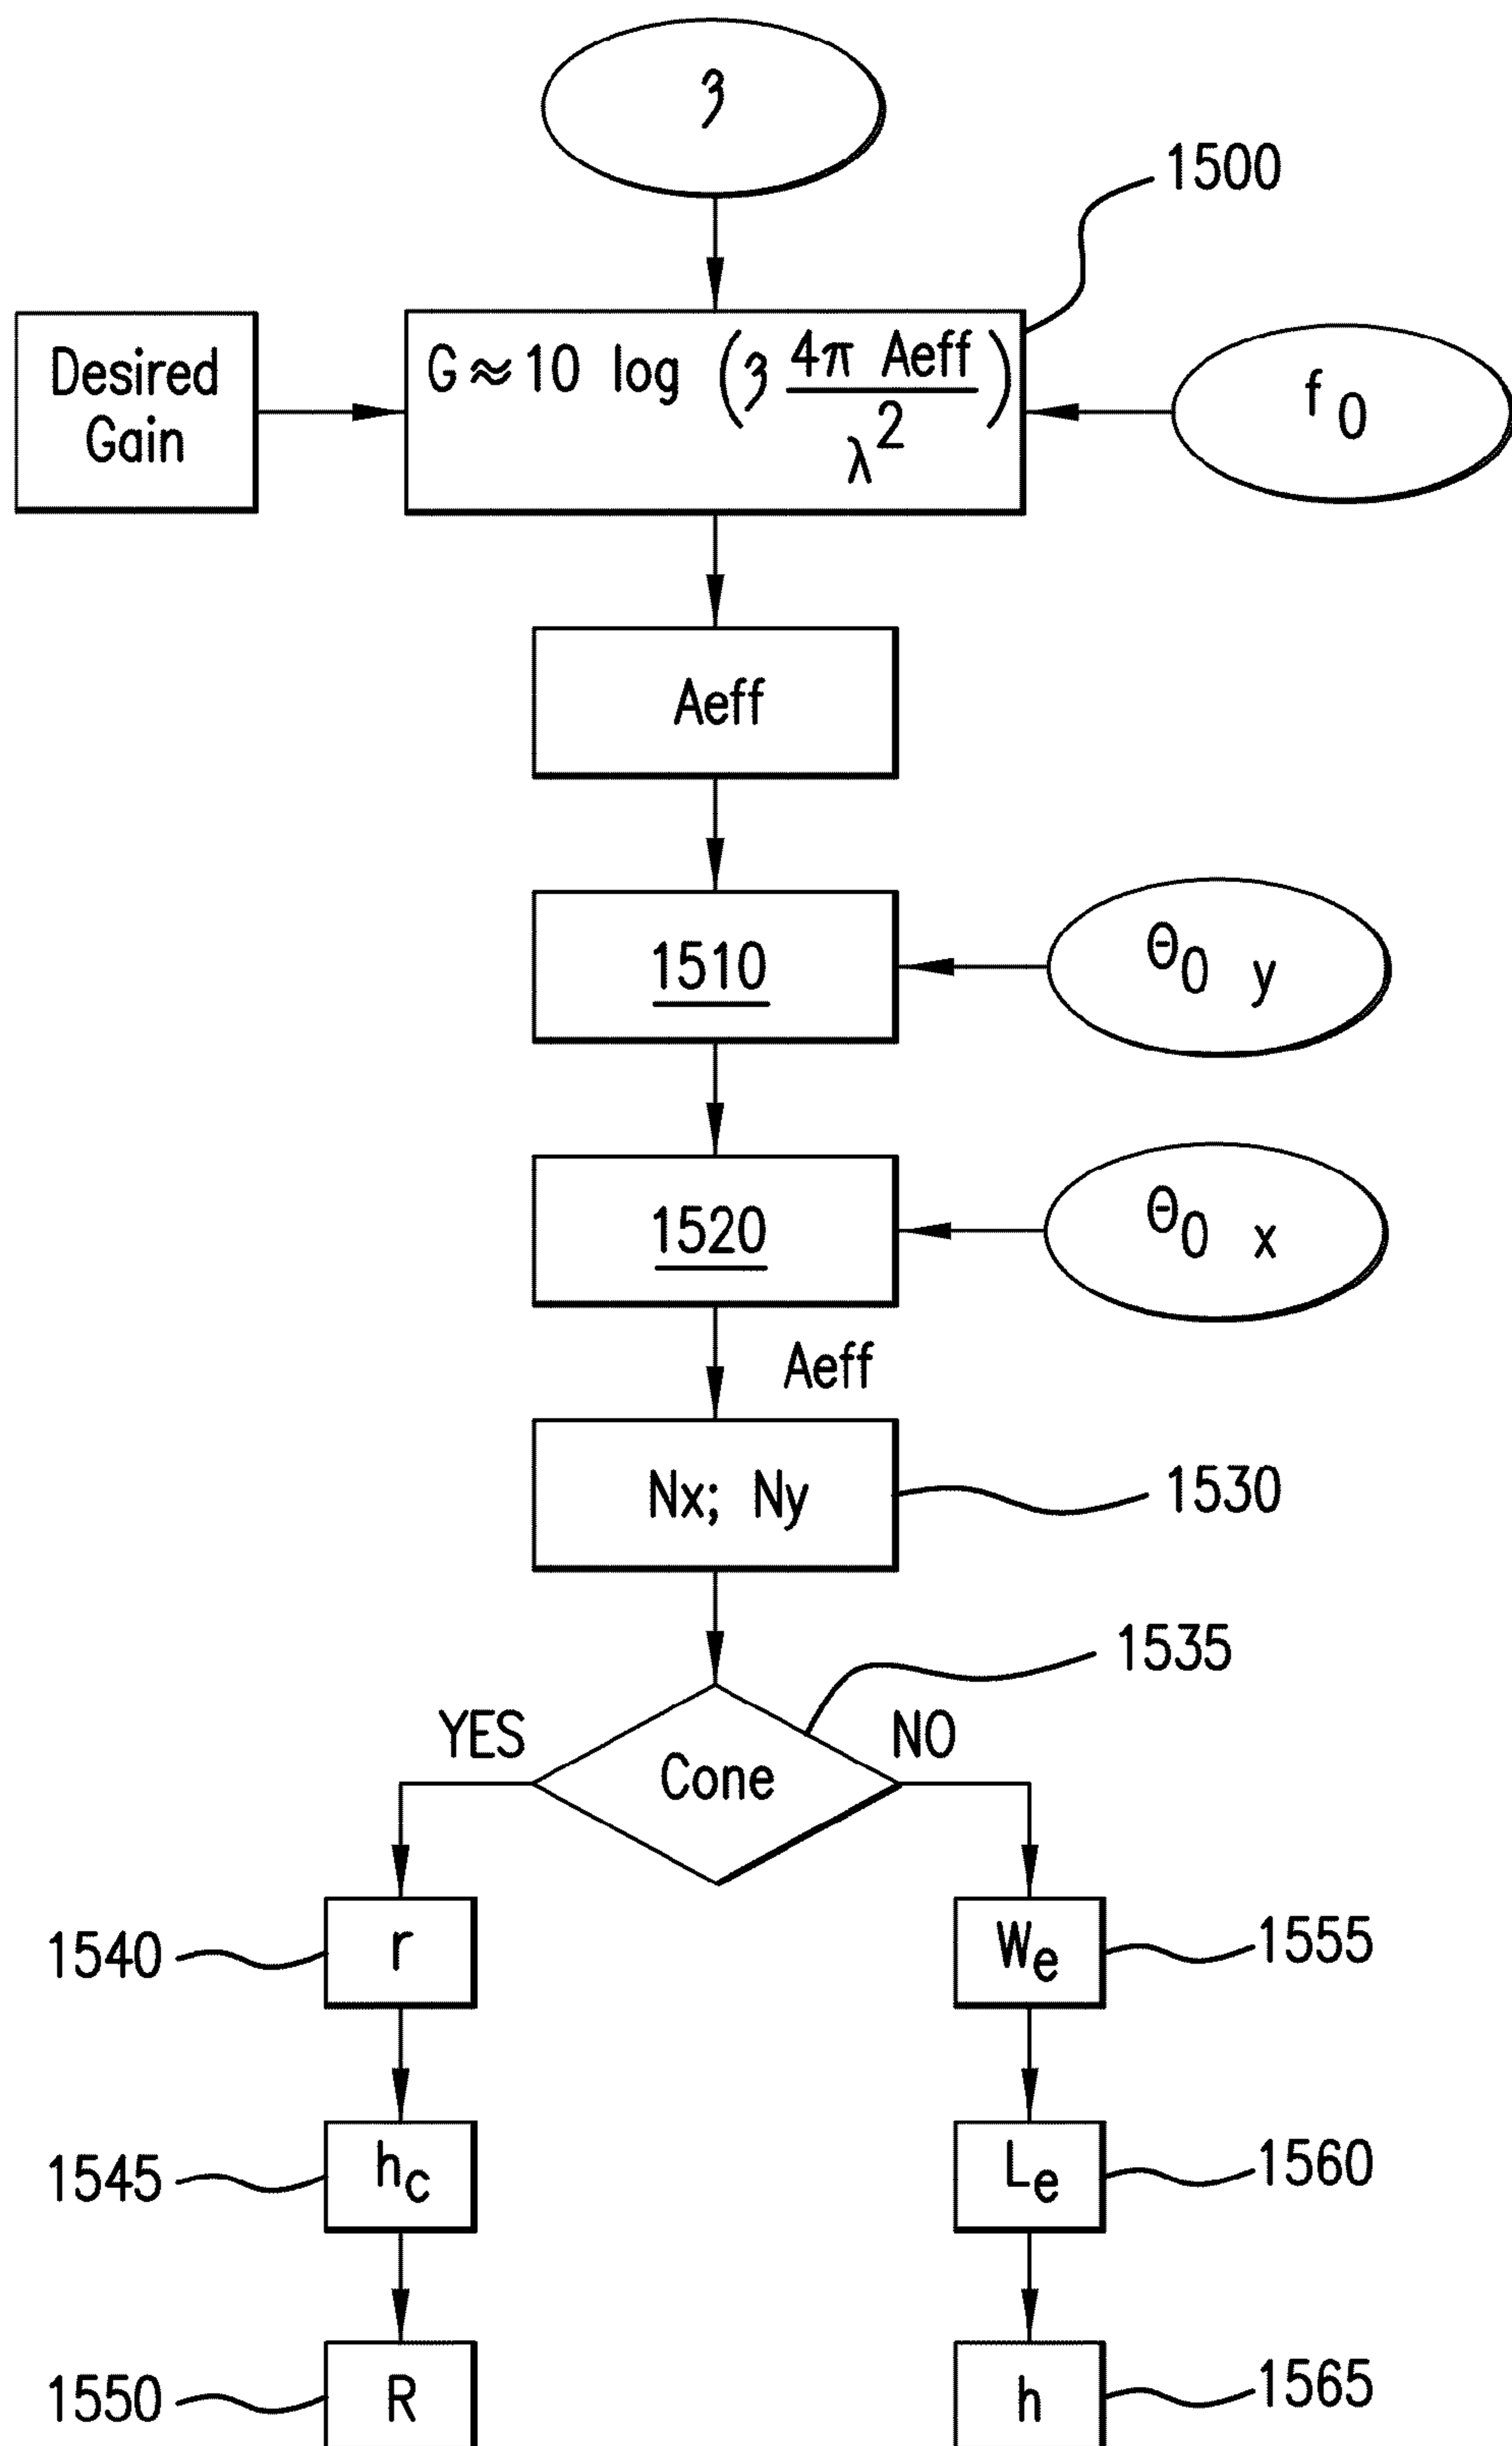 ʒ
1500
Desired
Gain
G≈10 log (ʒ 4π Aeff / λ²)
f₀
Aeff
1510
θ₀ y
1520
θ₀ x
Aeff
Nx; Ny
1530
1535
YES
Cone
NO
1540
r
Wₑ
1555
1545
h_c
Lₑ
1560
1550
R
h
1565